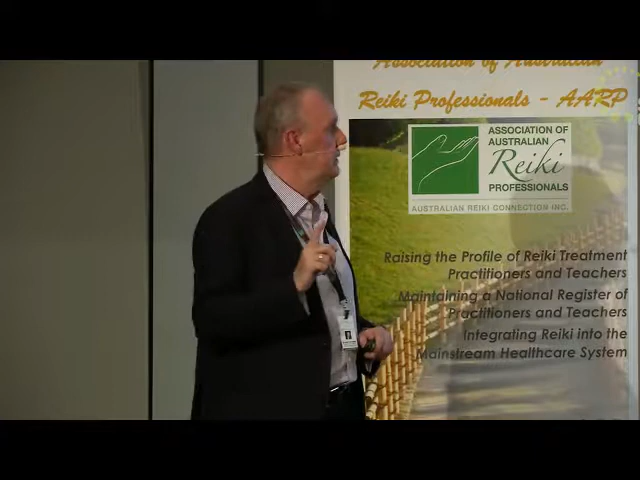 Association of Australian
Reiki Professionals - AARP
ASSOCIATION OF
AUSTRALIAN
Reiki
PROFESSIONALS
AUSTRALIAN REIKI CONNECTION INC.
Raising the Profile of Reiki Treatment
Practitioners and Teachers
Maintaining a National Register of
Practitioners and Teachers
Integrating Reiki into the
Mainstream Healthcare System